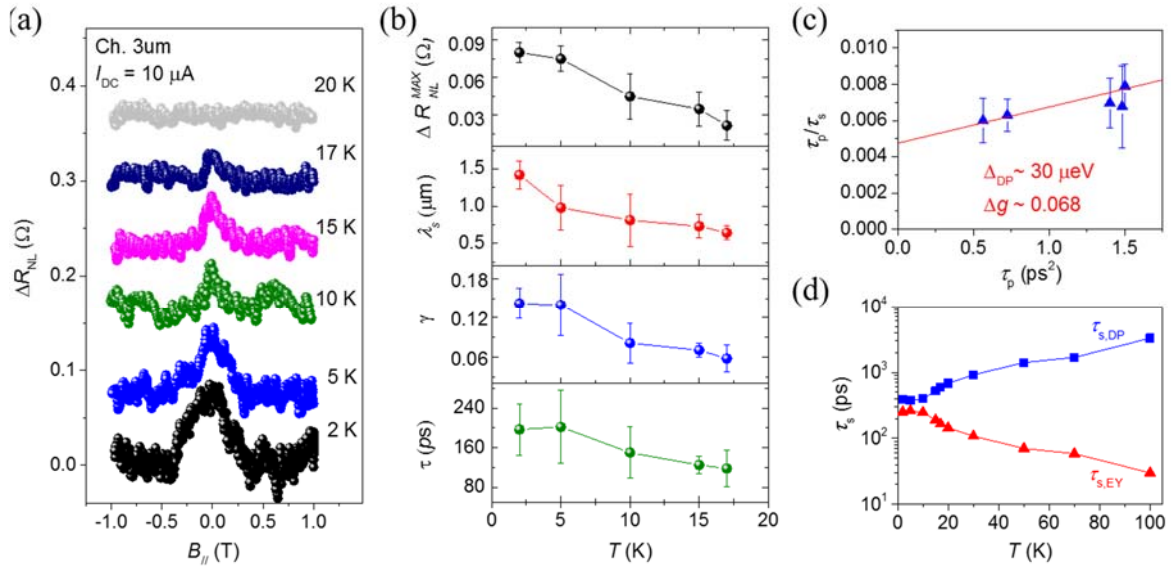 (a)
Ch. 3um
I_DC = 10 μA
20 K
17 K
15 K
10 K
5 K
2 K
0.4
0.3
0.2
0.1
0.0
ΔR_NL (Ω)
-1.0 -0.5 0.0 0.5 1.0
B_// (T)
(b)
0.09
0.06
0.03
Δ R_NL^MAX (Ω)
1.5
1.0
0.5
λ_s (μm)
0.18
0.12
0.06
γ
240
160
80
τ (ps)
0 5 10 15 20
T (K)
(c)
0.010
0.008
0.006
0.004
0.002
0.000
τ_p/τ_s
Δ_DP~ 30 μeV
Δg ~ 0.068
0.0 0.5 1.0 1.5
τ_p (ps²)
(d)
10⁴
10³
10²
10¹
τ_s (ps)
τ_s,DP
τ_s,EY
0 20 40 60 80 100
T (K)